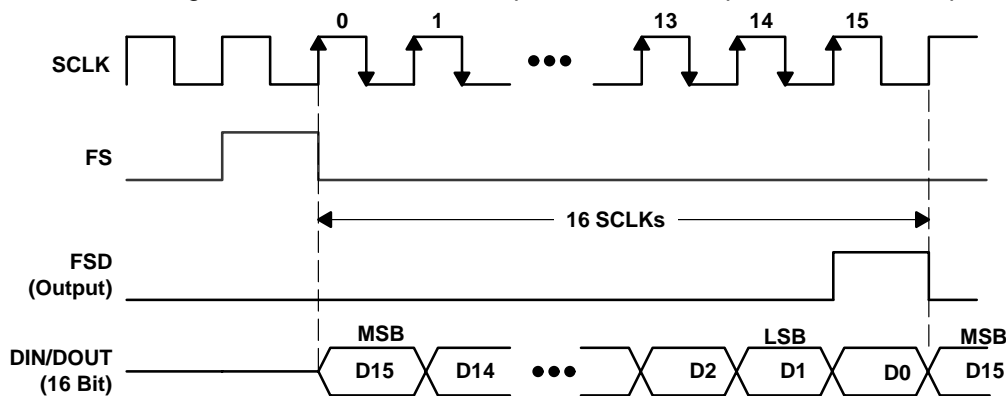 0 1 13 14 15
SCLK
FS
16 SCLKs
FSD
(Output)
MSB LSB MSB
DIN/DOUT
(16 Bit)
D15 D14 D2 D1 D0 D15